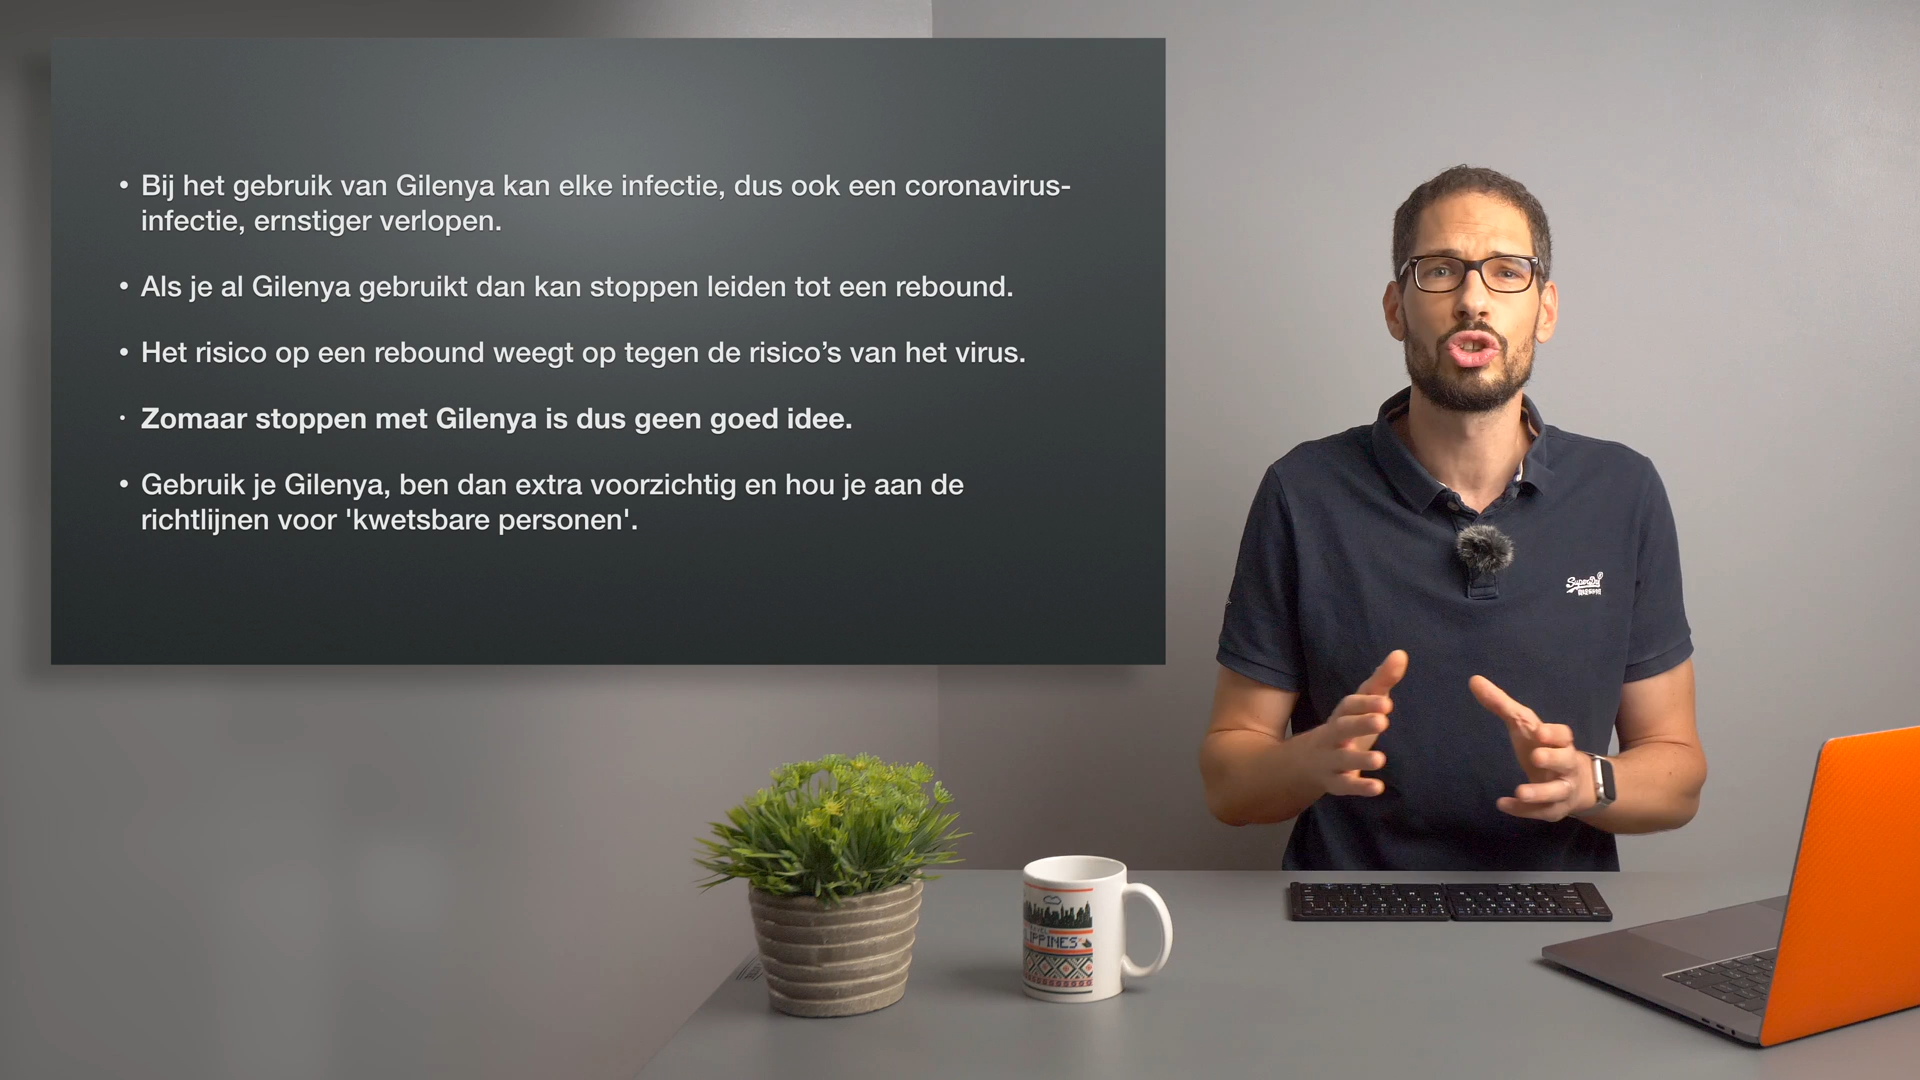 • Bij het gebruik van Gilenya kan elke infectie, dus ook een coronavirus-
infectie, ernstiger verlopen.
• Als je al Gilenya gebruikt dan kan stoppen leiden tot een rebound.
• Het risico op een rebound weegt op tegen de risico’s van het virus.
• Zomaar stoppen met Gilenya is dus geen goed idee.
• Gebruik je Gilenya, ben dan extra voorzichtig en hou je aan de
richtlijnen voor 'kwetsbare personen'.
SuperDry
LIPPINES